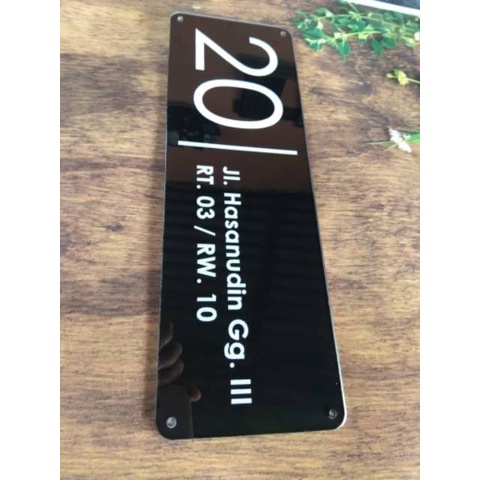 20
Jl. Hasanudin Gg. III
RT. 03 / RW. 10